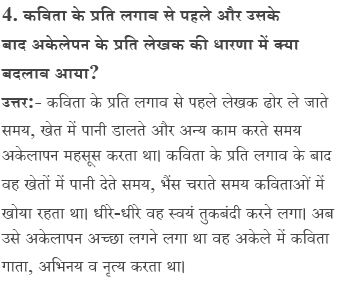 4. कविता के प्रति लगाव से पहले और उसके
बाद अकेलेपन के प्रति लेखक की धारणा में क्या
बदलाव आया?
उत्तर:- कविता के प्रति लगाव से पहले लेखक ढोर ले जाते
समय, खेत में पानी डालते और अन्य काम करते समय
अकेलापन महसूस करता था। कविता के प्रति लगाव के बाद
वह खेतों में पानी देते समय, भैंस चराते समय कविताओं में
खोया रहता था। धीरे-धीरे वह स्वयं तुकबंदी करने लगा। अब
उसे अकेलापन अच्छा लगने लगा था वह अकेले में कविता
गाता, अभिनय व नृत्य करता था।